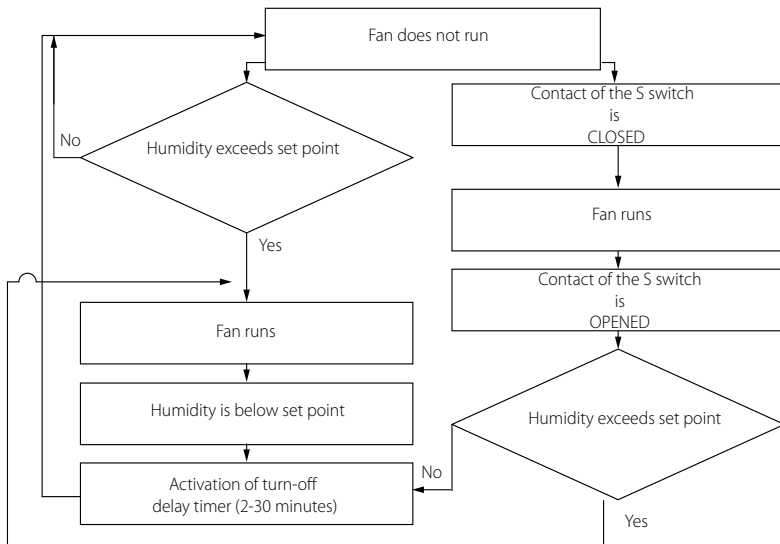 Fan does not run
Contact of the S switch
is
CLOSED
No
Humidity exceeds set point
Fan runs
Yes
Contact of the S switch
is
OPENED
Fan runs
Humidity is below set point
Humidity exceeds set point
No
Activation of turn-off
delay timer (2-30 minutes)
Yes